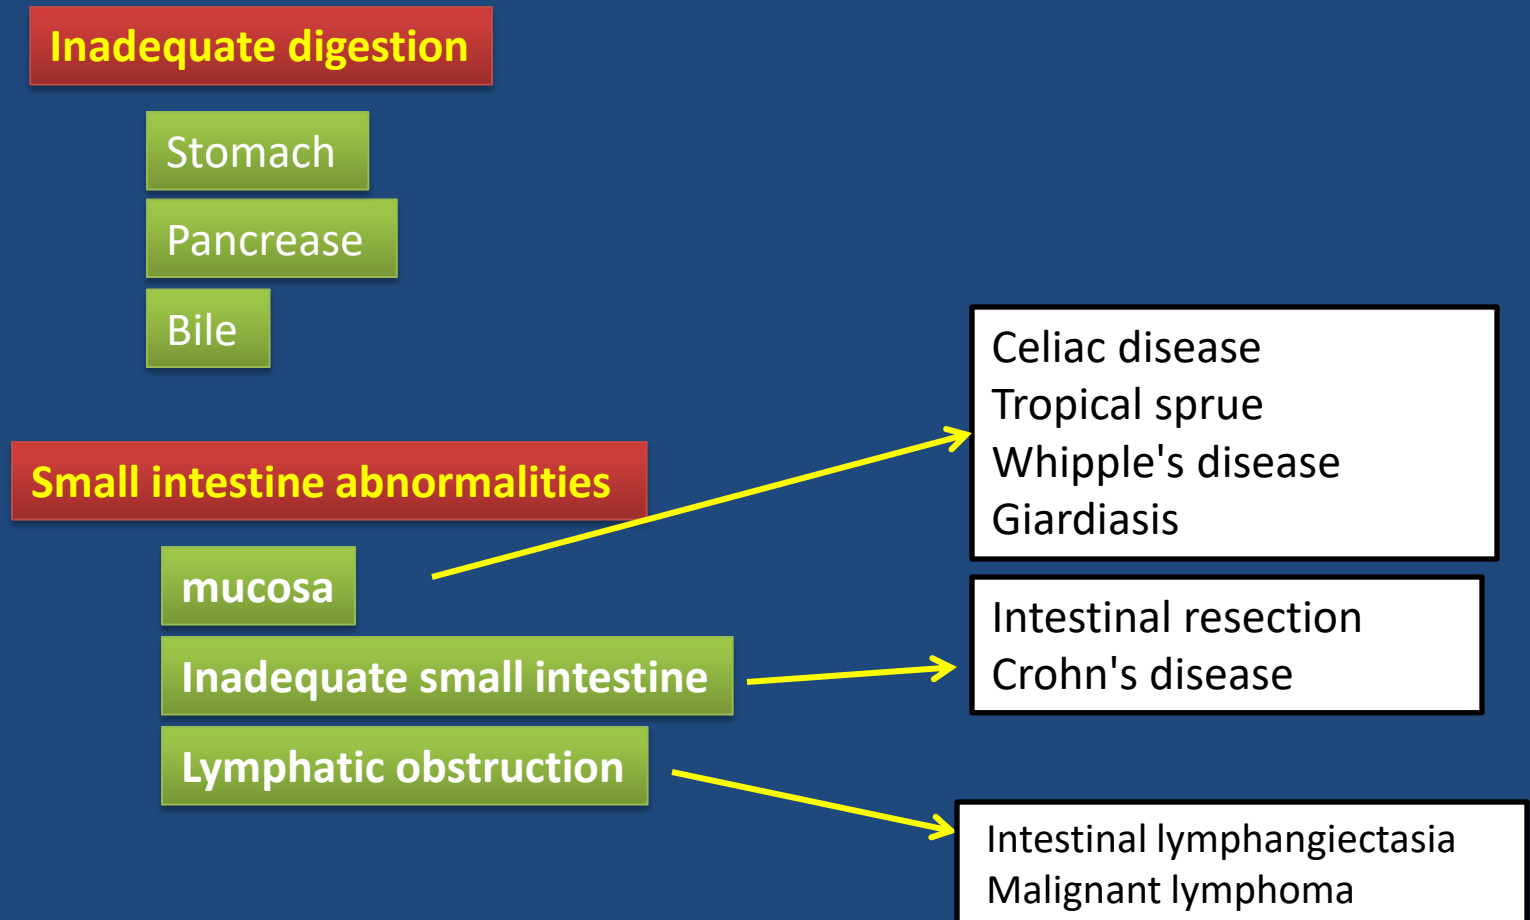 Inadequate digestion
Stomach
Pancrease
Bile
Small intestine abnormalities
mucosa
Inadequate small intestine
Lymphatic obstruction
Celiac disease
Tropical sprue
Whipple's disease
Giardiasis
Intestinal resection
Crohn's disease
Intestinal lymphangiectasia
Malignant lymphoma